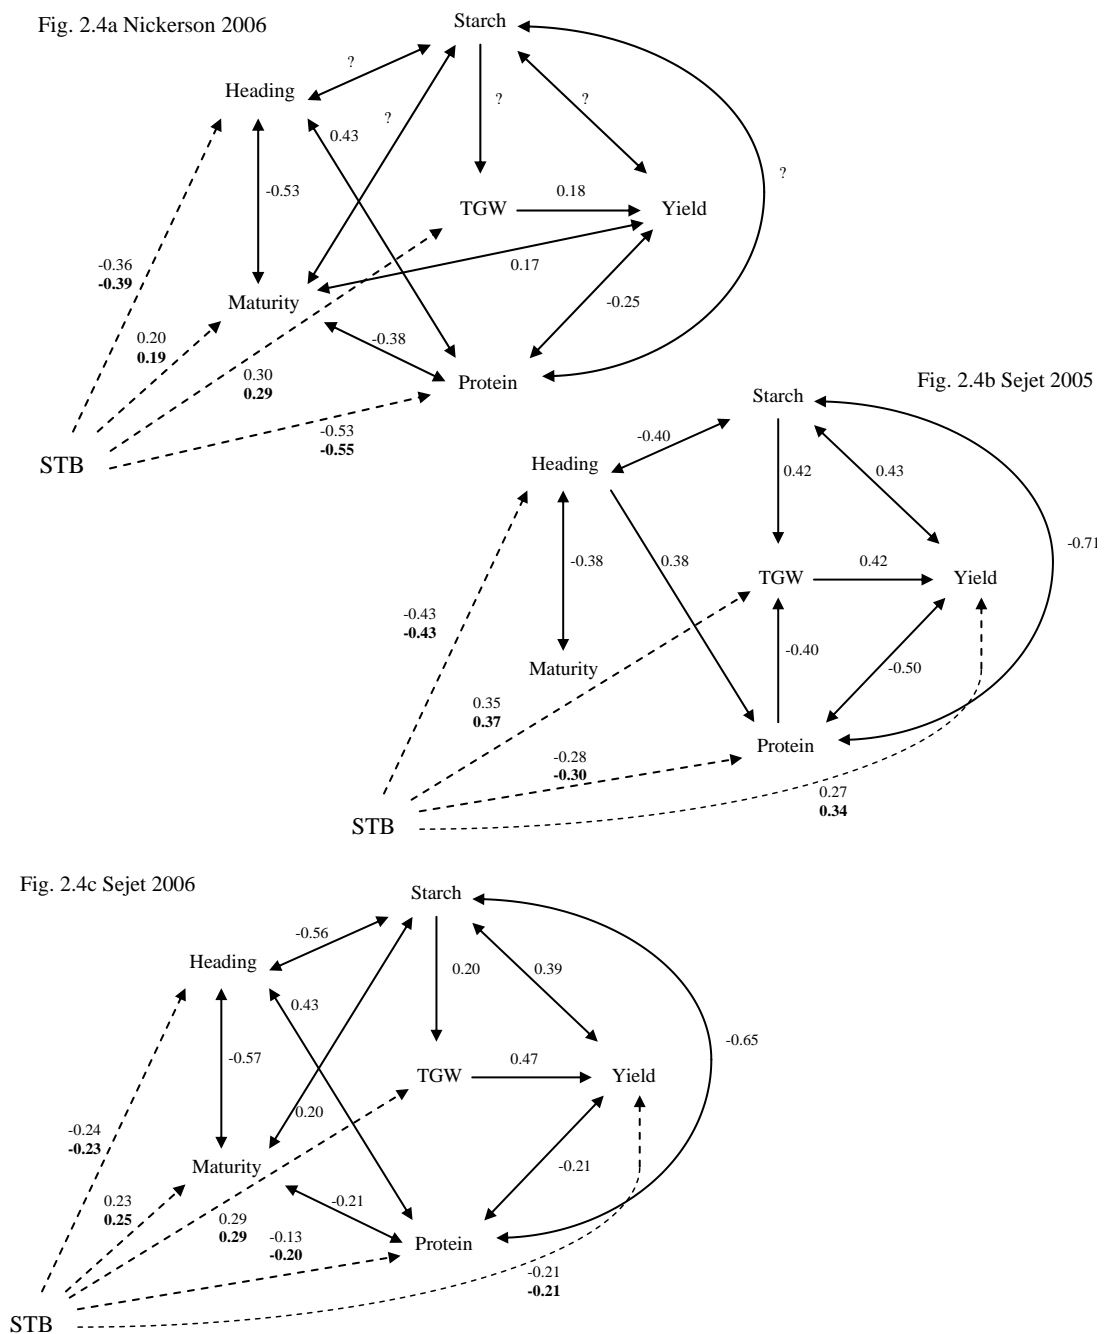 Fig. 2.4a Nickerson 2006
Starch
?
Heading
?
?
?
0.43
?
-0.53
TGW
0.18
Yield
-0.36
-0.39
0.17
Maturity
-0.25
0.20
0.19
-0.38
0.30
0.29
Protein
-0.53
-0.55
STB
Fig. 2.4b Sejet 2005
Starch
-0.40
Heading
0.42
0.43
-0.71
-0.38
0.38
TGW
0.42
Yield
-0.43
-0.43
-0.40
Maturity
-0.50
0.35
0.37
Protein
-0.28
-0.30
0.27
0.34
STB
Fig. 2.4c Sejet 2006
Starch
-0.56
Heading
0.20
0.39
0.43
-0.65
-0.57
TGW
0.47
Yield
0.20
-0.24
-0.23
Maturity
-0.21
0.23
0.25
-0.21
0.29
0.29
-0.13
-0.20
Protein
-0.21
-0.21
STB